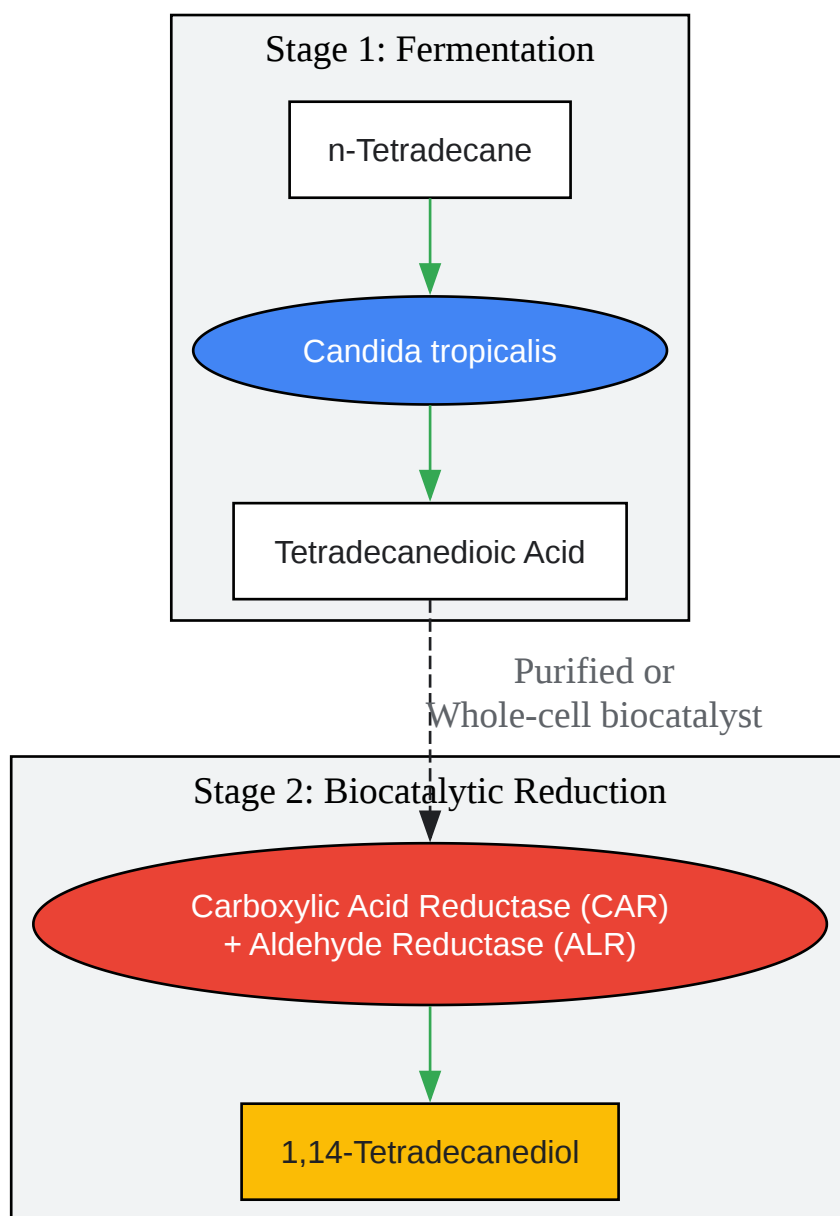 Stage 1: Fermentation
n-Tetradecane
Candida tropicalis
Tetradecanedioic Acid
Purified or
Whole-cell biocatalyst
Stage 2: Biocatalytic Reduction
Carboxylic Acid Reductase (CAR)
+ Aldehyde Reductase (ALR)
1,14-Tetradecanediol